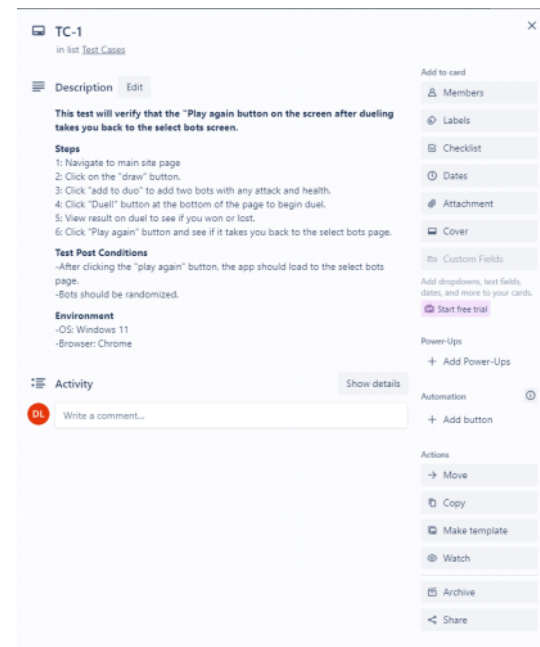 TC-1
in list Test Cases
Description
Edit
This test will verify that the "Play again button on the screen after dueling
takes you back to the select bots screen.
Steps
1: Navigate to main site page
2: Click on the "draw" button.
3: Click "add to duo" to add two bots with any attack and health.
4: Click "Duel!" button at the bottom of the page to begin duel.
5: View result on duel to see if you won or lost.
6: Click "Play again" button and see if it takes you back to the select bots page.
Test Post Conditions
-After clicking the "play again" button, the app should load to the select bots
page.
-Bots should be randomized.
Environment
-OS: Windows 11
-Browser: Chrome
Activity
Show details
DL
Write a comment...
Add to card
Members
Labels
Checklist
Dates
Attachment
Cover
Custom Fields
Add dropdowns, text fields,
dates, and more to your cards.
Start free trial
Power-Ups
+ Add Power-Ups
Automation
+ Add button
Actions
Move
Copy
Make template
Watch
Archive
Share